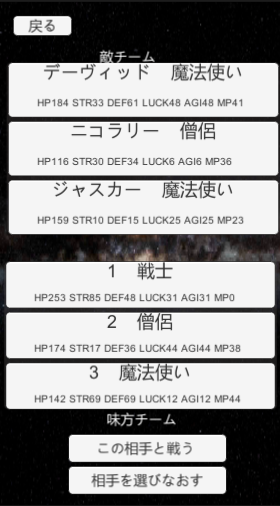 戻る
敵チーム
デーヴィッド 魔法使い
HP184 STR33 DEF61 LUCK48 AGI48 MP41
ニコラリー 僧侶
HP116 STR30 DEF34 LUCK6 AGI6 MP36
ジャスカー 魔法使い
HP159 STR10 DEF15 LUCK25 AGI25 MP23
1 戦士
HP253 STR85 DEF48 LUCK31 AGI31 MP0
2 僧侶
HP174 STR17 DEF36 LUCK44 AGI44 MP38
3 魔法使い
HP142 STR69 DEF69 LUCK12 AGI12 MP44
味方チーム
この相手と戦う
相手を選びなおす